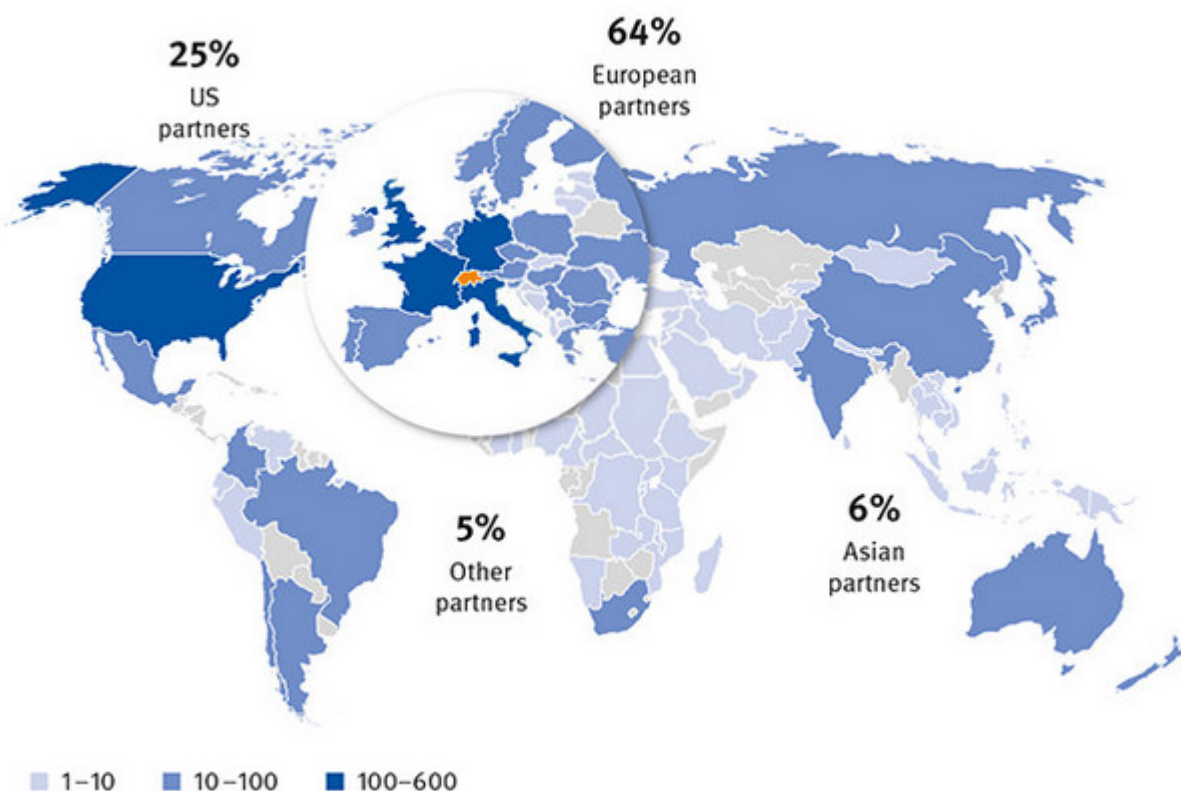 25%
US
partners
64%
European
partners
5%
Other
partners
6%
Asian
partners
1–10
10–100
100–600